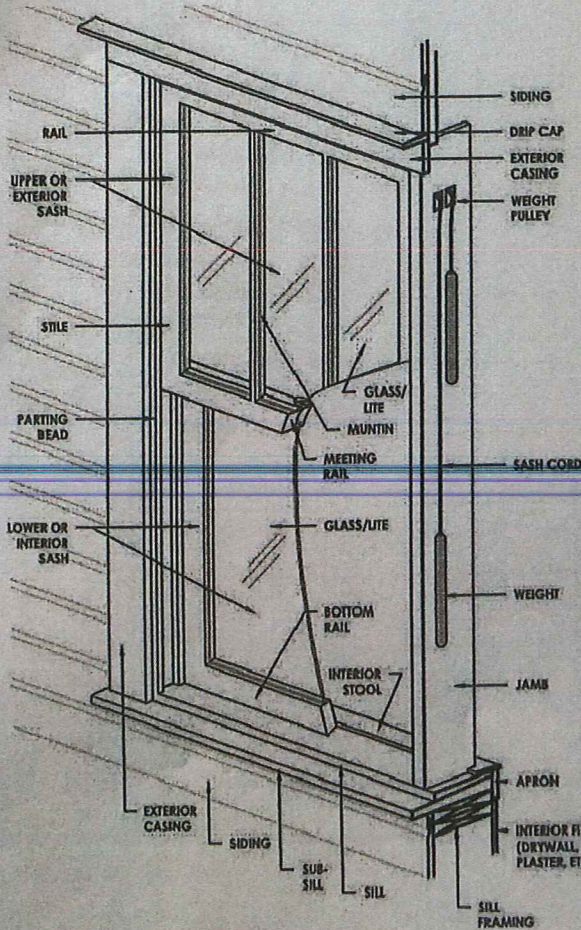 SIDING
DRIP CAP
EXTERIOR
CASING
WEIGHT
PULLEY
RAIL
UPPER OR
EXTERIOR
SASH
STILE
GLASS/
LITE
MUNTIN
PARTING
BEAD
MEETING
RAIL
SASH CORD
LOWER OR
INTERIOR
SASH
GLASS/LITE
WEIGHT
BOTTOM
RAIL
INTERIOR
STOOL
JAMB
APRON
EXTERIOR
CASING
SIDING
SUB-
SILL
SILL
INTERIOR FI
(DRYWALL,
PLASTER, ET
SILL
FRAMING